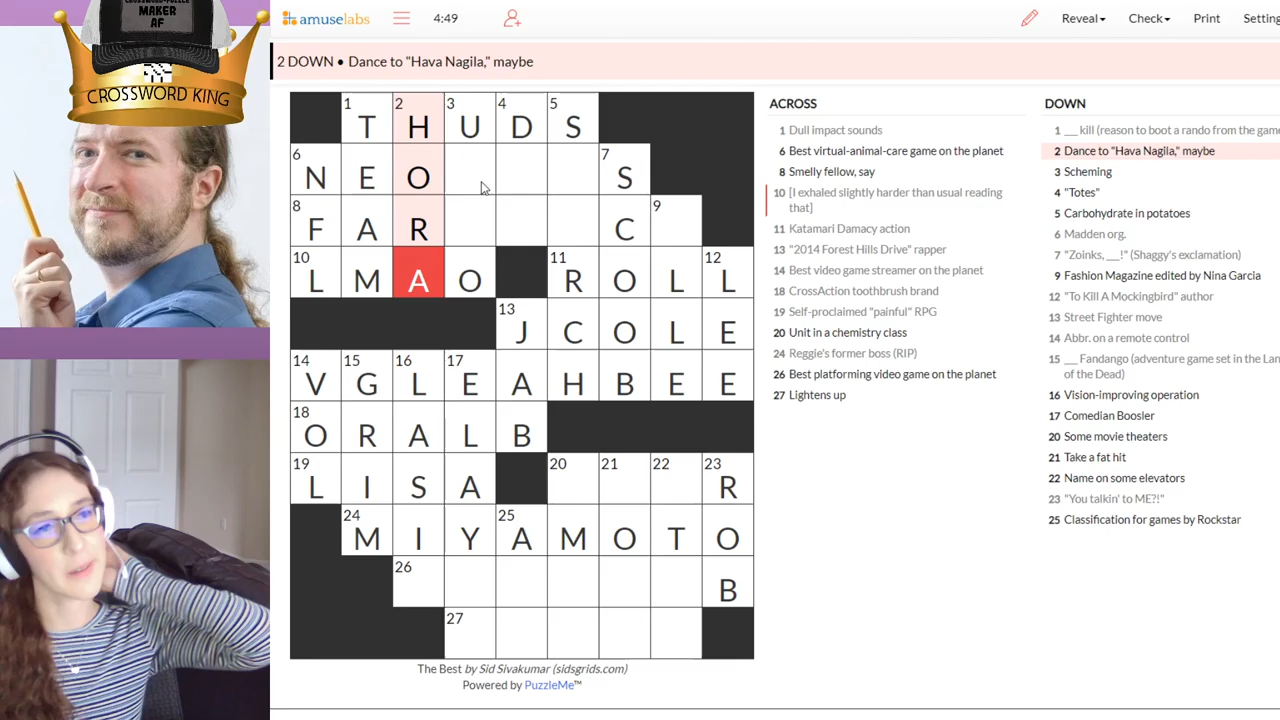 CROSSWORD-PUZZLE
MAKER
AF
CROSSWORD KING
amuselabs
4:49
Reveal
Check
Print
Settin
2 DOWN • Dance to "Hava Nagila," maybe
1 T 2 H 3 U 4 D 5 S
6 N E O 7 S
8 F A R C 9
10 L M A O 11 R O L 12 L
13 J C O L E
14 V 15 G 16 L 17 E A H B E E
18 O R A L B
19 L I S A 20 21 22 23 R
24 M I Y 25 A M O T O
26 B
27
The Best by Sid Sivakumar (sidsgrids.com)
Powered by PuzzleMe™
ACROSS
1 Dull impact sounds
6 Best virtual-animal-care game on the planet
8 Smelly fellow, say
10 [I exhaled slightly harder than usual reading
that]
11 Katamari Damacy action
13 "2014 Forest Hills Drive" rapper
14 Best video game streamer on the planet
18 CrossAction toothbrush brand
19 Self-proclaimed "painful" RPG
20 Unit in a chemistry class
24 Reggie's former boss (RIP)
26 Best platforming video game on the planet
27 Lightens up
DOWN
1 ___ kill (reason to boot a rando from the game
2 Dance to "Hava Nagila," maybe
3 Scheming
4 "Totes"
5 Carbohydrate in potatoes
6 Madden org.
7 "Zoinks, ___!" (Shaggy's exclamation)
9 Fashion Magazine edited by Nina Garcia
12 "To Kill A Mockingbird" author
13 Street Fighter move
14 Abbr. on a remote control
15 ___ Fandango (adventure game set in the Lan
of the Dead)
16 Vision-improving operation
17 Comedian Boosler
20 Some movie theaters
21 Take a fat hit
22 Name on some elevators
23 "You talkin' to ME?!"
25 Classification for games by Rockstar